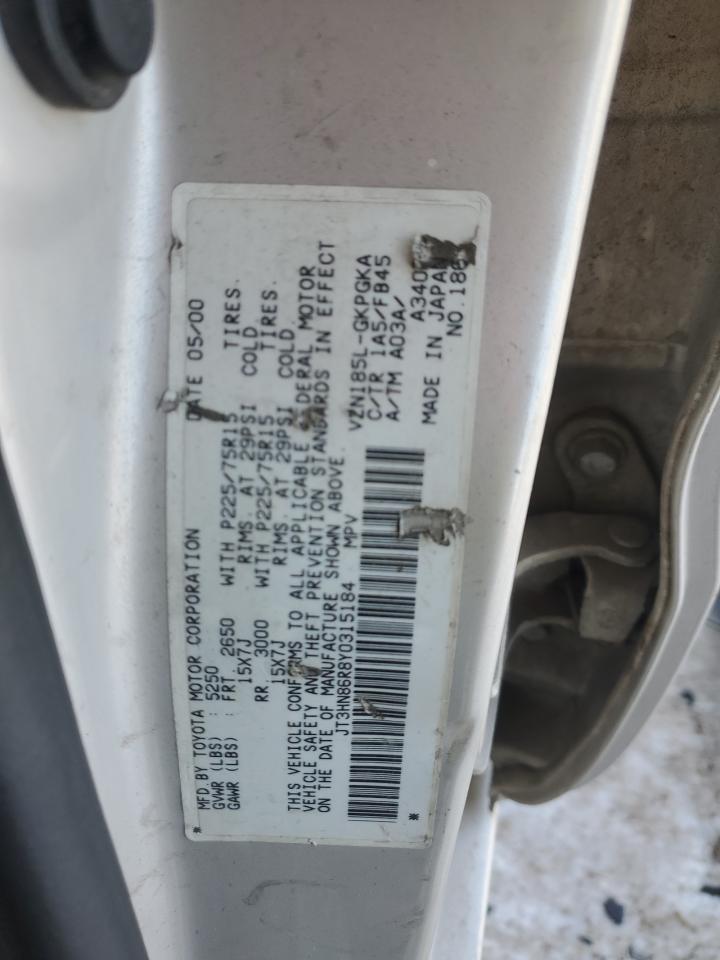 MFD. BY TOYOTA MOTOR CORPORATION DATE 05/00
GVWR (LBS) : 5250
GAWR (LBS) : FRT. 2650 WITH P225/75R15 TIRES.
15X7J RIMS AT 29PSI COLD
RR. 3000 WITH P225/75R15 TIRES.
15X7J RIMS AT 29PSI COLD.
THIS VEHICLE CONFORMS TO ALL APPLICABLE FEDERAL MOTOR
VEHICLE SAFETY AND THEFT PREVENTION STANDARDS IN EFFECT
ON THE DATE OF MANUFACTURE SHOWN ABOVE.
JT3HN86R8Y0315184 MPV
VZN185L-GKPGKA
C/TR 1A5/FB45
A/TM A03A/
A340
MADE IN JAPAN
NO.186
* *